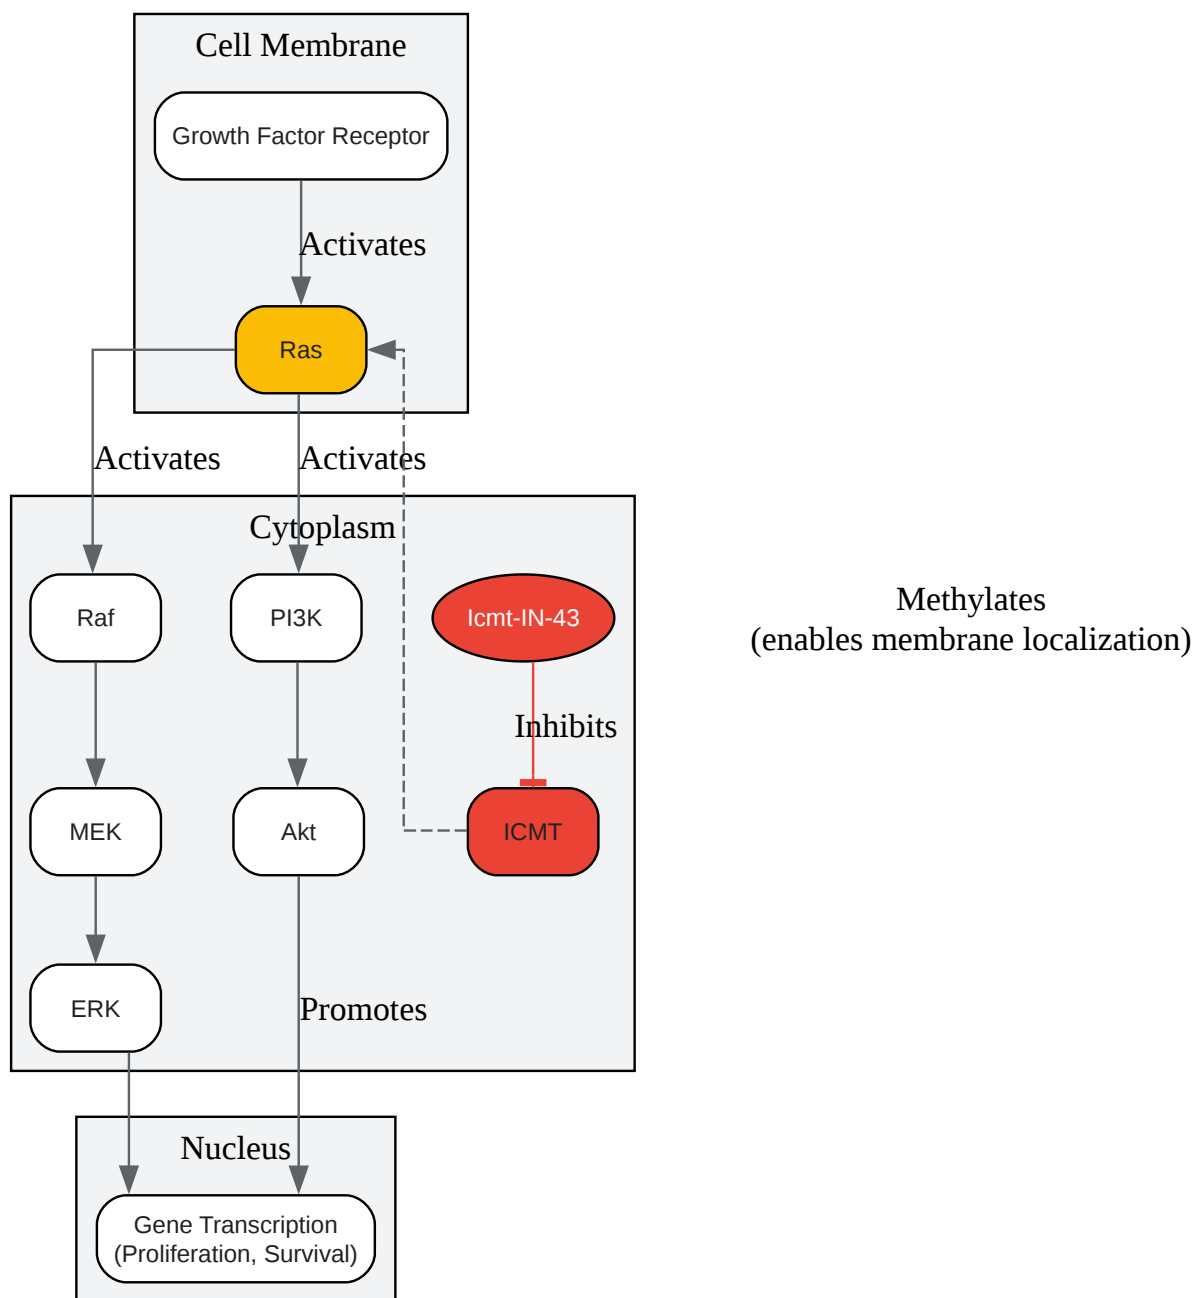 Cell Membrane
Growth Factor Receptor
Activates
Ras
Activates
Activates
Cytoplasm
Raf
PI3K
Icmt-IN-43
Methylates
(enables membrane localization)
Inhibits
MEK
Akt
ICMT
ERK
Promotes
Nucleus
Gene Transcription
(Proliferation, Survival)